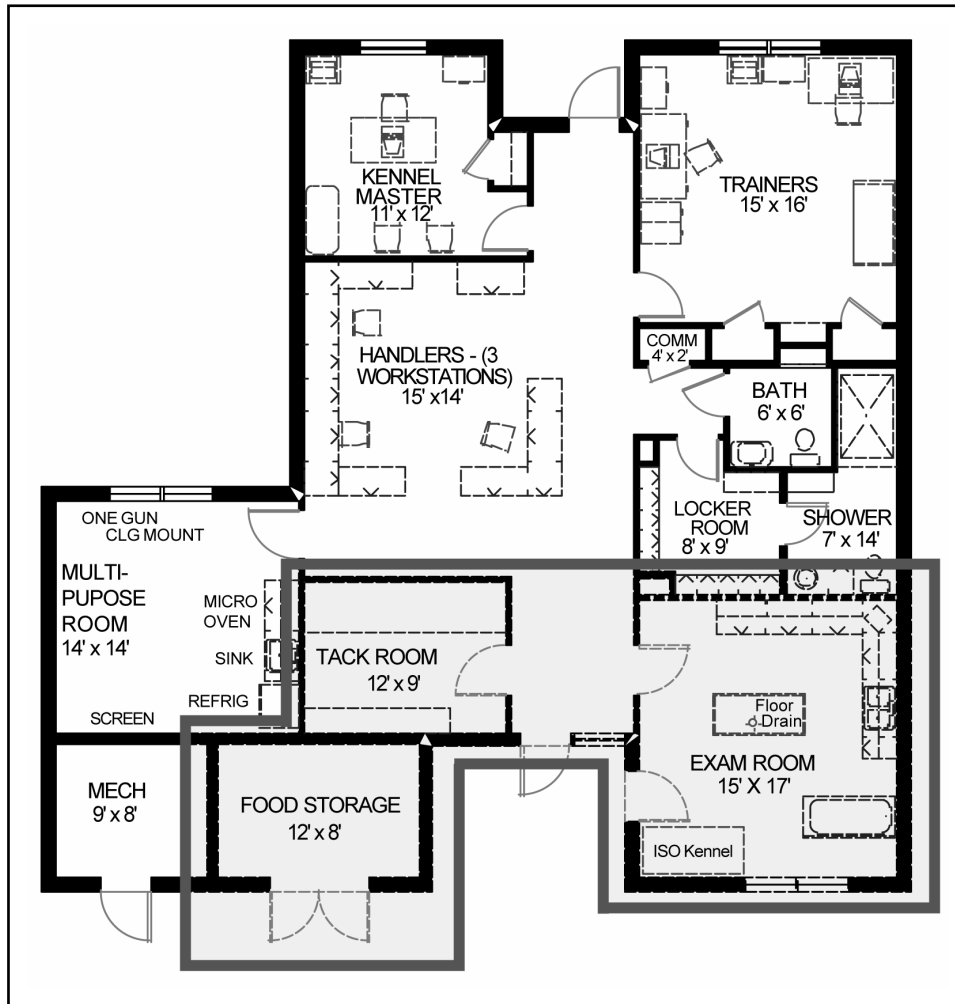 KENNEL
MASTER
11' x 12'
TRAINERS
15' x 16'
HANDLERS - (3
WORKSTATIONS)
15' x14'
COMM
4' x 2'
BATH
6' x 6'
ONE GUN
CLG MOUNT
MULTI-
PUPOSE
ROOM
14' x 14'
MICRO
OVEN
SINK
REFRIG
SCREEN
LOCKER
ROOM
8' x 9'
SHOWER
7' x 14'
TACK ROOM
12' x 9'
Floor
Drain
EXAM ROOM
15' X 17'
ISO Kennel
MECH
9' x 8'
FOOD STORAGE
12' x 8'